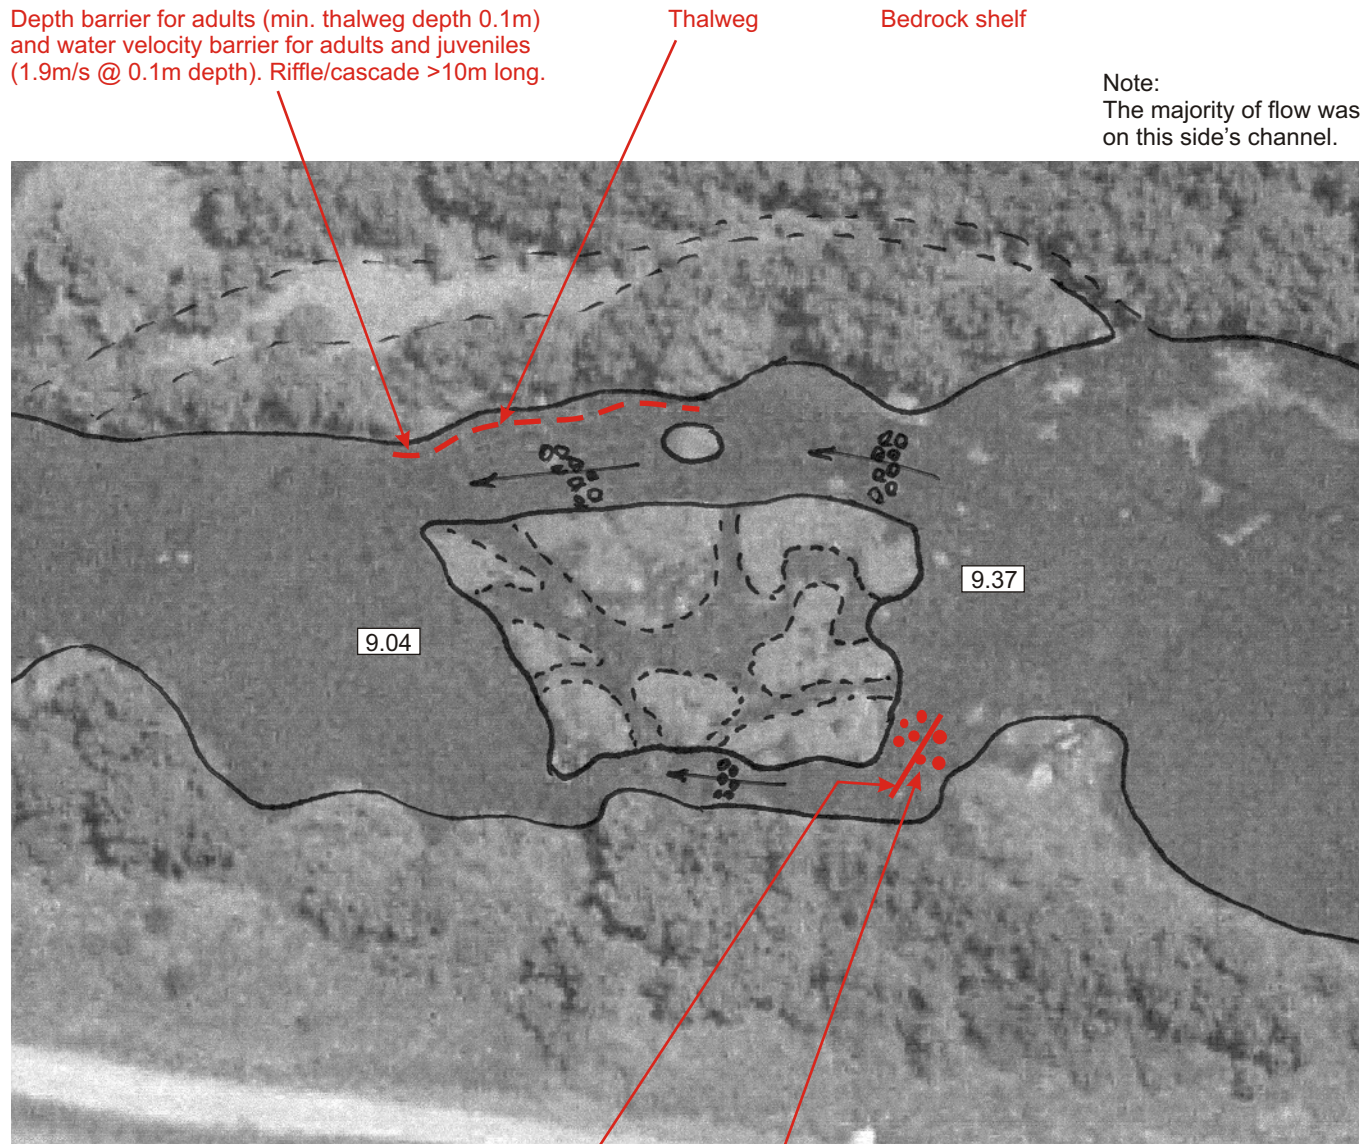 Depth barrier for adults (min. thalweg depth 0.1m)
and water velocity barrier for adults and juveniles
(1.9m/s @ 0.1m depth). Riffle/cascade >10m long.
Thalweg
Bedrock shelf
Note:
The majority of flow was
on this side's channel.
9.37
9.04